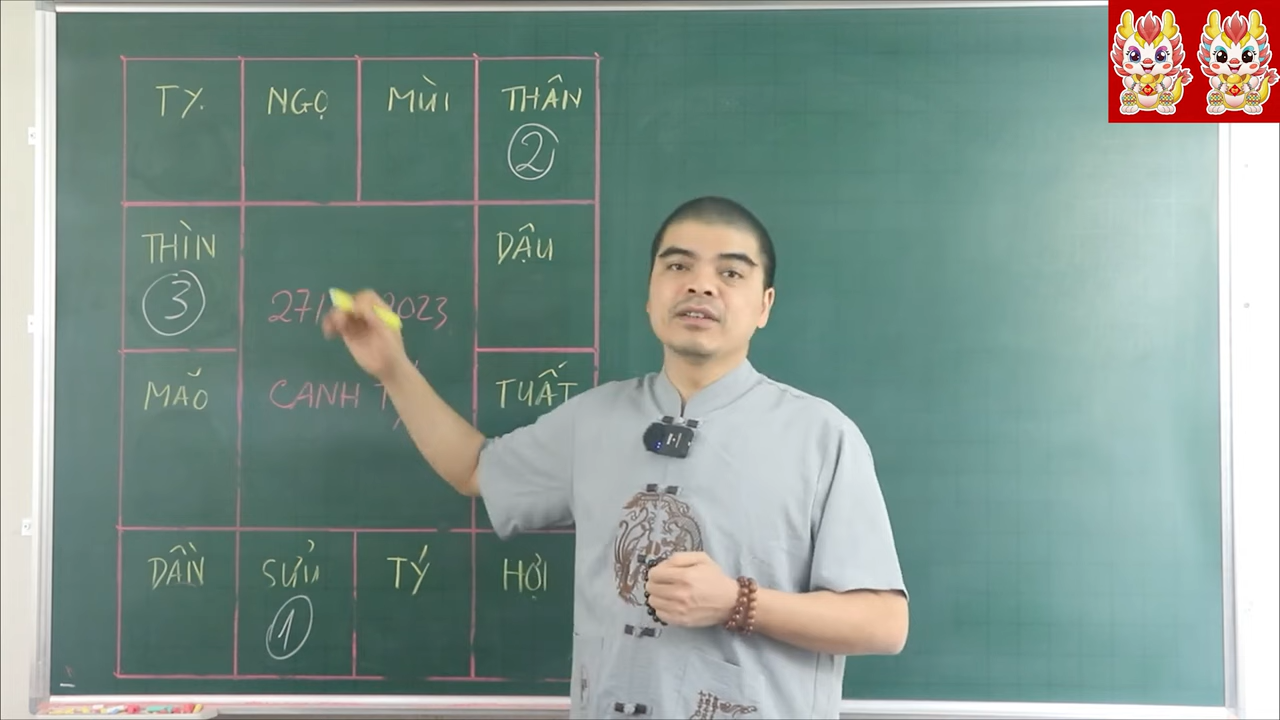 TỴ. NGỌ MÙI THÂN
2
THÌN DẬU
3
27/ 2023
MÃO CANH TUẤT
DẦN SỬU TÝ HỢI
1